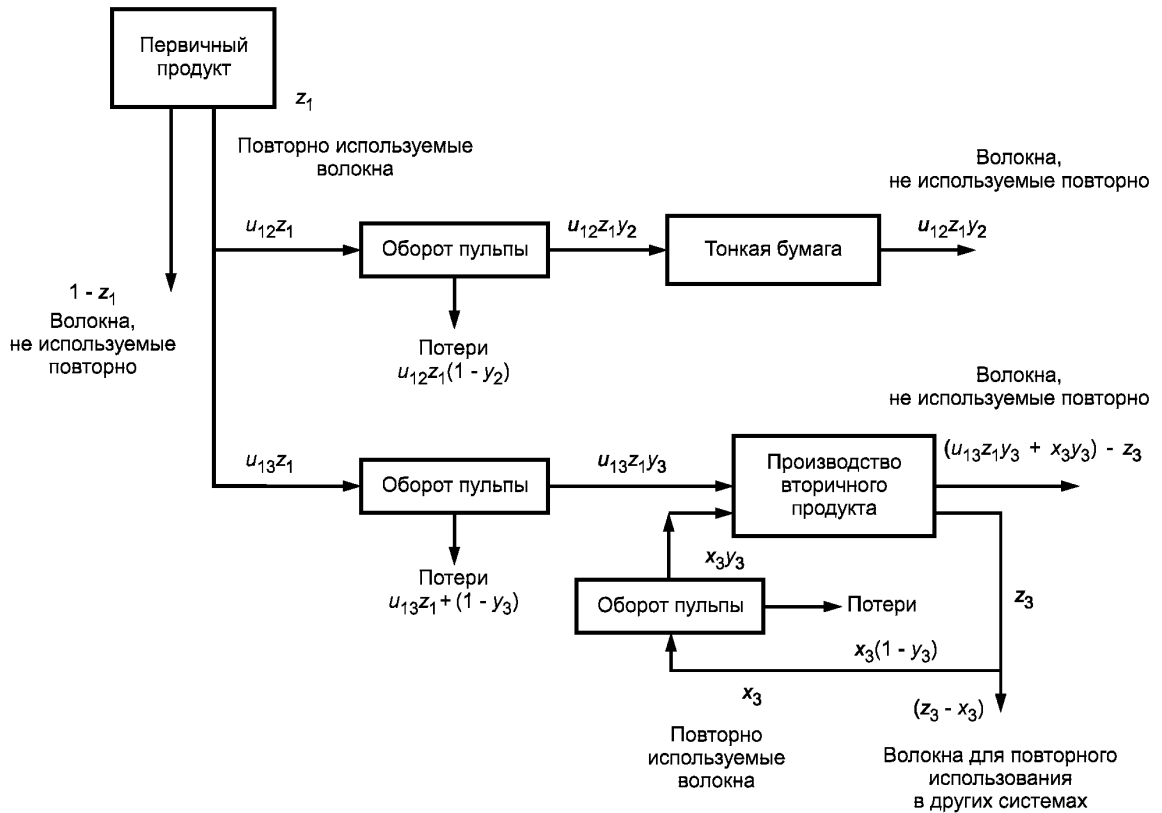 Первичный
продукт
z1
Повторно используемые
волокна
Волокна,
не используемые повторно
u12z1
Оборот пульпы
u12z1y2
Тонкая бумага
u12z1y2
1 - z1
Волокна,
не используемые
повторно
Потери
u12z1(1 - y2)
Волокна,
не используемые повторно
u13z1
Оборот пульпы
u13z1y3
Производство
вторичного
продукта
(u13z1y3 + x3y3) - z3
Потери
u13z1+(1 - y3)
x3y3
Оборот пульпы
Потери
z3
x3(1 - y3)
x3
(z3 - x3)
Повторно
используемые
волокна
Волокна для повторного
использования
в других системах